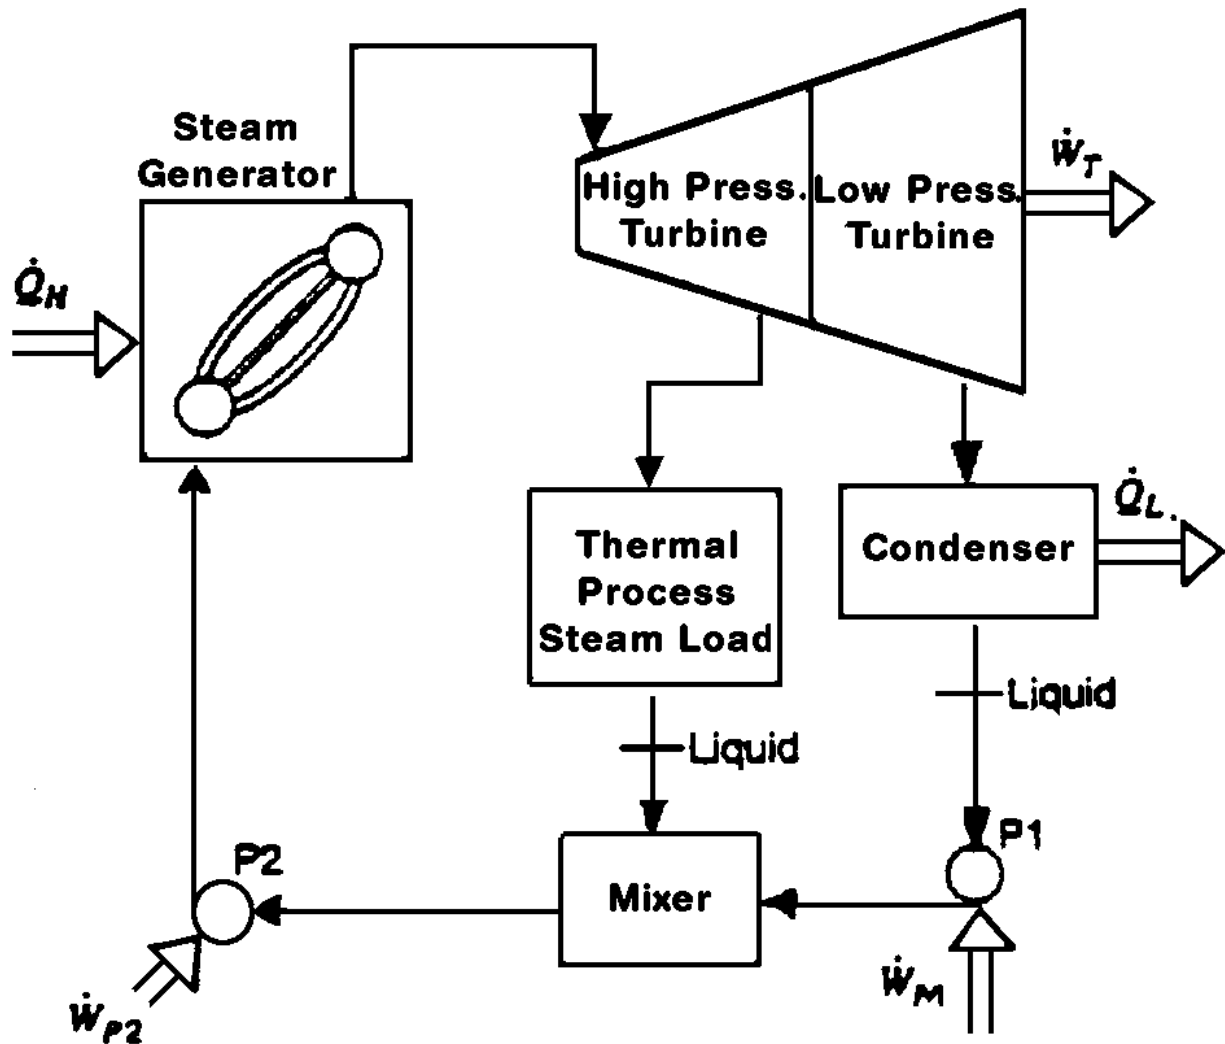 Steam
Generator
Q̇H
High Press.
Turbine
Low Press.
Turbine
ẆT
Thermal
Process
Steam Load
Condenser
Q̇L.
Liquid
Liquid
P1
P2
Mixer
ẆM
ẆP2